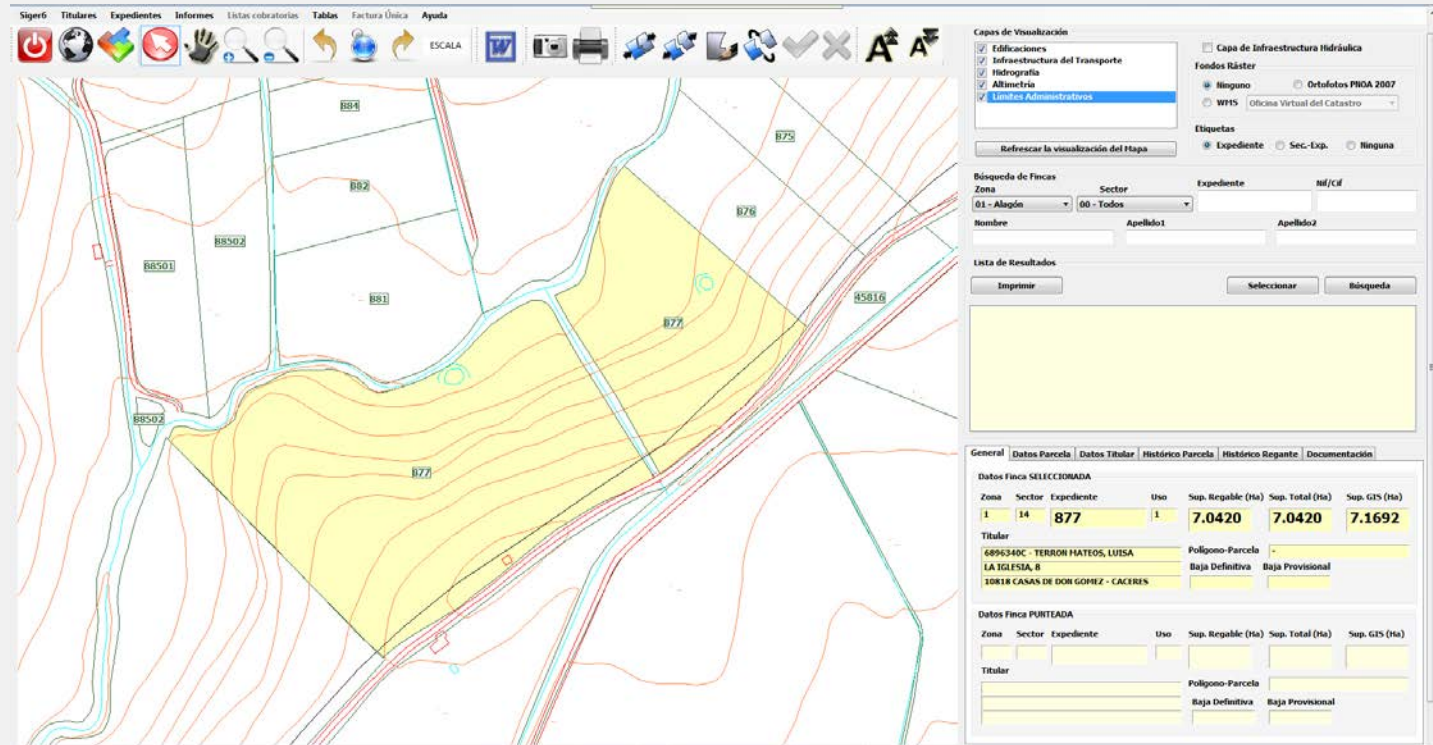 Siger6 Titulares Expedientes Informes Listas cobratorias Tablas Factura Única Ayuda
ESCALA
W
A A
884
875
882
876
88502
88501
881
45816
877
88502
877
Capas de Visualización
Edificaciones
Infraestructura del Transporte
Hidrografía
Altimetría
Límites Administrativos
Refrescar la visualización del Mapa
Capa de Infraestructura Hidráulica
Fondos Ráster
Ninguno Ortofotos PNOA 2007
WMS Oficina Virtual del Catastro
Etiquetas
Expediente Sec.-Exp. Ninguna
Búsqueda de Fincas
Zona Sector Expediente Nif/Cif
01 - Alagón 00 - Todos
Nombre Apellido1 Apellido2
Lista de Resultados
Imprimir Seleccionar Búsqueda
General Datos Parcela Datos Titular Histórico Parcela Histórico Regante Documentación
Datos Finca SELECCIONADA
Zona Sector Expediente Uso Sup. Regable (Ha) Sup. Total (Ha) Sup. GIS (Ha)
1 14 877 1 7.0420 7.0420 7.1692
Titular
6896340C - TERRON MATEOS, LUISA Polígono-Parcela -
LA IGLESIA, 8 Baja Definitiva Baja Provisional
10818 CASAS DE DON GOMEZ - CACERES
Datos Finca PUNTEADA
Zona Sector Expediente Uso Sup. Regable (Ha) Sup. Total (Ha) Sup. GIS (Ha)
Titular
Polígono-Parcela
Baja Definitiva Baja Provisional